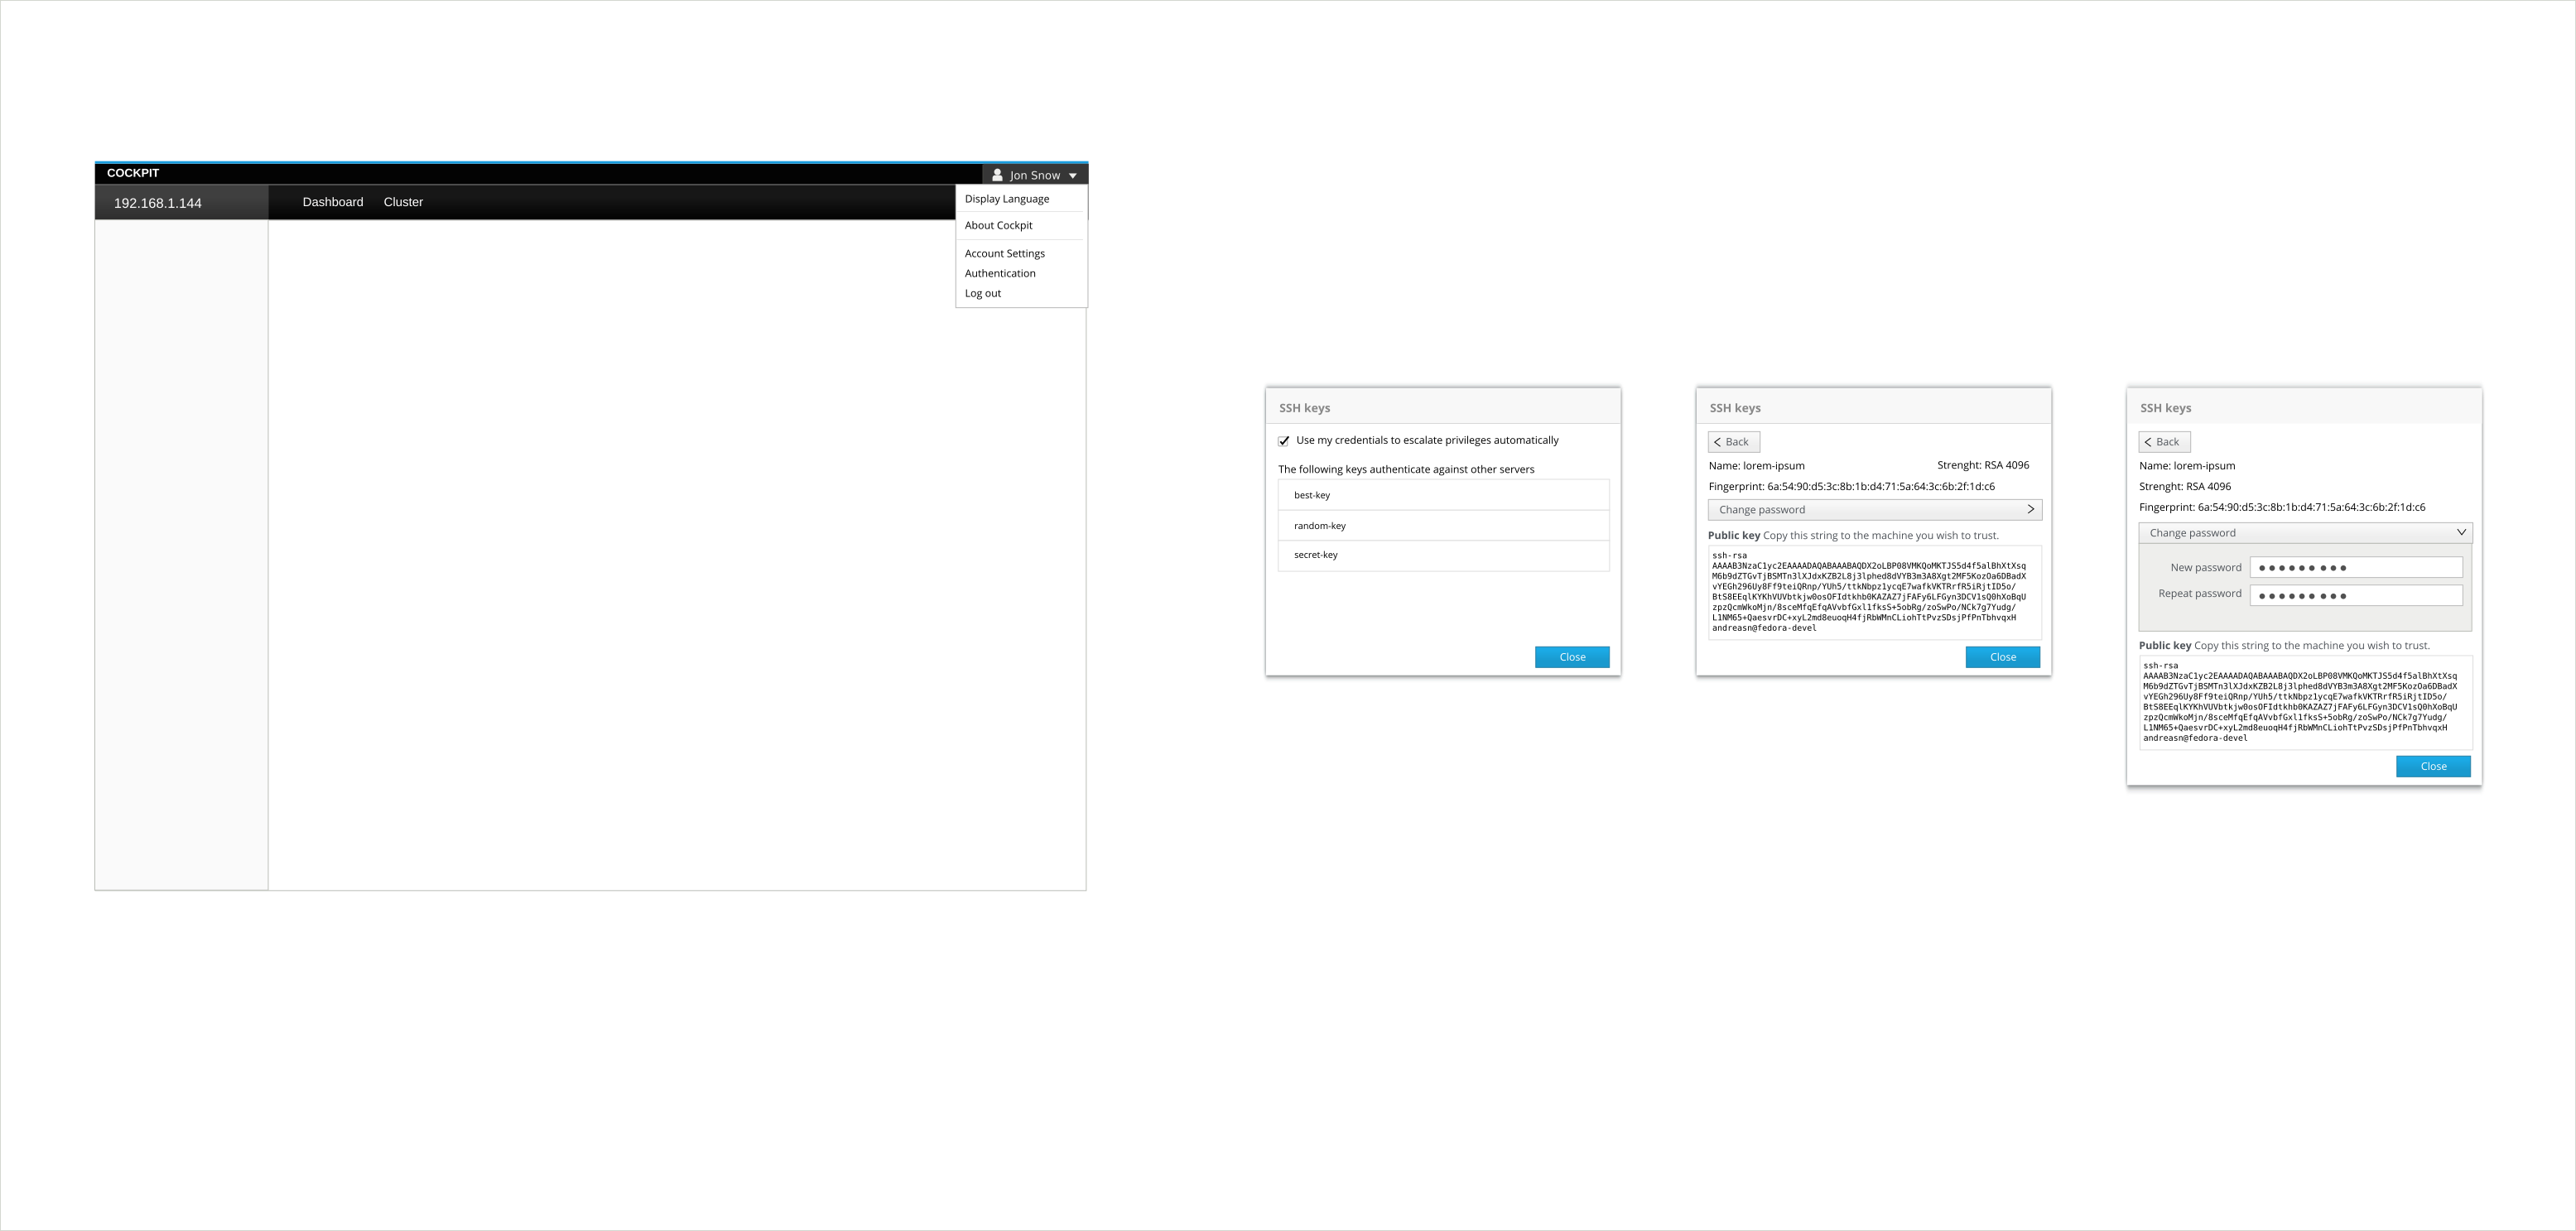 COCKPIT
Jon Snow
192.168.1.144
Dashboard Cluster
Display Language
About Cockpit
Account Settings
Authentication
Log out
SSH keys
Use my credentials to escalate privileges automatically
The following keys authenticate against other servers
best-key
random-key
secret-key
Close
SSH keys
Back
Name: lorem-ipsum Strenght: RSA 4096
Fingerprint: 6a:54:90:d5:3c:8b:1b:d4:71:5a:64:3c:6b:2f:1d:c6
Change password
Public key Copy this string to the machine you wish to trust.
ssh-rsa
AAAAB3NzaC1yc2EAAAADAQABAAABAQDX2oLBP08VMKQoMKTJS5d4f5alBhXtXsq
M6b9dZTGvTjBSMTn3lXJdxKZB2L8j3lphed8dVYB3m3A8Xgt2MF5KozOa6DBadX
vYEGh296Uy8Ff9teiQRnp/YUh5/ttkNbpz1ycqE7wafkVKTRrfR5iRjtID5o/
BtS8EEqlKYKhVUVbtkjw0osOFIdtkhb0KAZAZ7jFAFy6LFGyn3DCV1sQ0hXoBqU
zpzQcmWkoMjn/8sceMfqEfqAVvbfGxl1fksS+5obRg/zoSwPo/NCk7g7Yudg/
L1NM65+QaesvrDC+xyL2md8euoqH4fjRbWMnCLiohTtPvzSDsjPfPnTbhvqxH
andreasn@fedora-devel
Close
SSH keys
Back
Name: lorem-ipsum
Strenght: RSA 4096
Fingerprint: 6a:54:90:d5:3c:8b:1b:d4:71:5a:64:3c:6b:2f:1d:c6
Change password
New password
Repeat password
Public key Copy this string to the machine you wish to trust.
ssh-rsa
AAAAB3NzaC1yc2EAAAADAQABAAABAQDX2oLBP08VMKQoMKTJS5d4f5alBhXtXsq
M6b9dZTGvTjBSMTn3lXJdxKZB2L8j3lphed8dVYB3m3A8Xgt2MF5KozOa6DBadX
vYEGh296Uy8Ff9teiQRnp/YUh5/ttkNbpz1ycqE7wafkVKTRrfR5iRjtID5o/
BtS8EEqlKYKhVUVbtkjw0osOFIdtkhb0KAZAZ7jFAFy6LFGyn3DCV1sQ0hXoBqU
zpzQcmWkoMjn/8sceMfqEfqAVvbfGxl1fksS+5obRg/zoSwPo/NCk7g7Yudg/
L1NM65+QaesvrDC+xyL2md8euoqH4fjRbWMnCLiohTtPvzSDsjPfPnTbhvqxH
andreasn@fedora-devel
Close